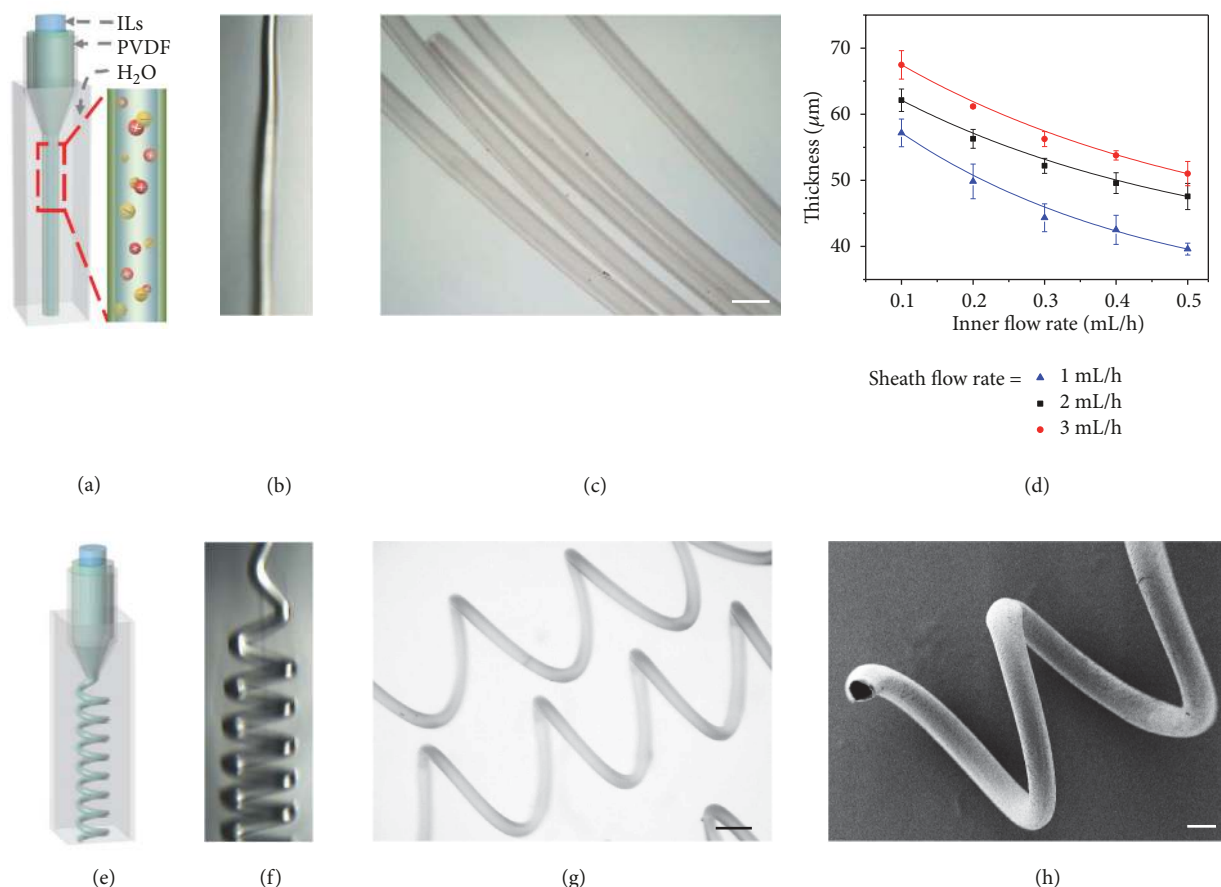 ILs
PVDF
H₂O
Thickness (μm)
70
60
50
40
0.1 0.2 0.3 0.4 0.5
Inner flow rate (mL/h)
Sheath flow rate = 1 mL/h
2 mL/h
3 mL/h
(a) (b) (c) (d)
(e) (f) (g) (h)